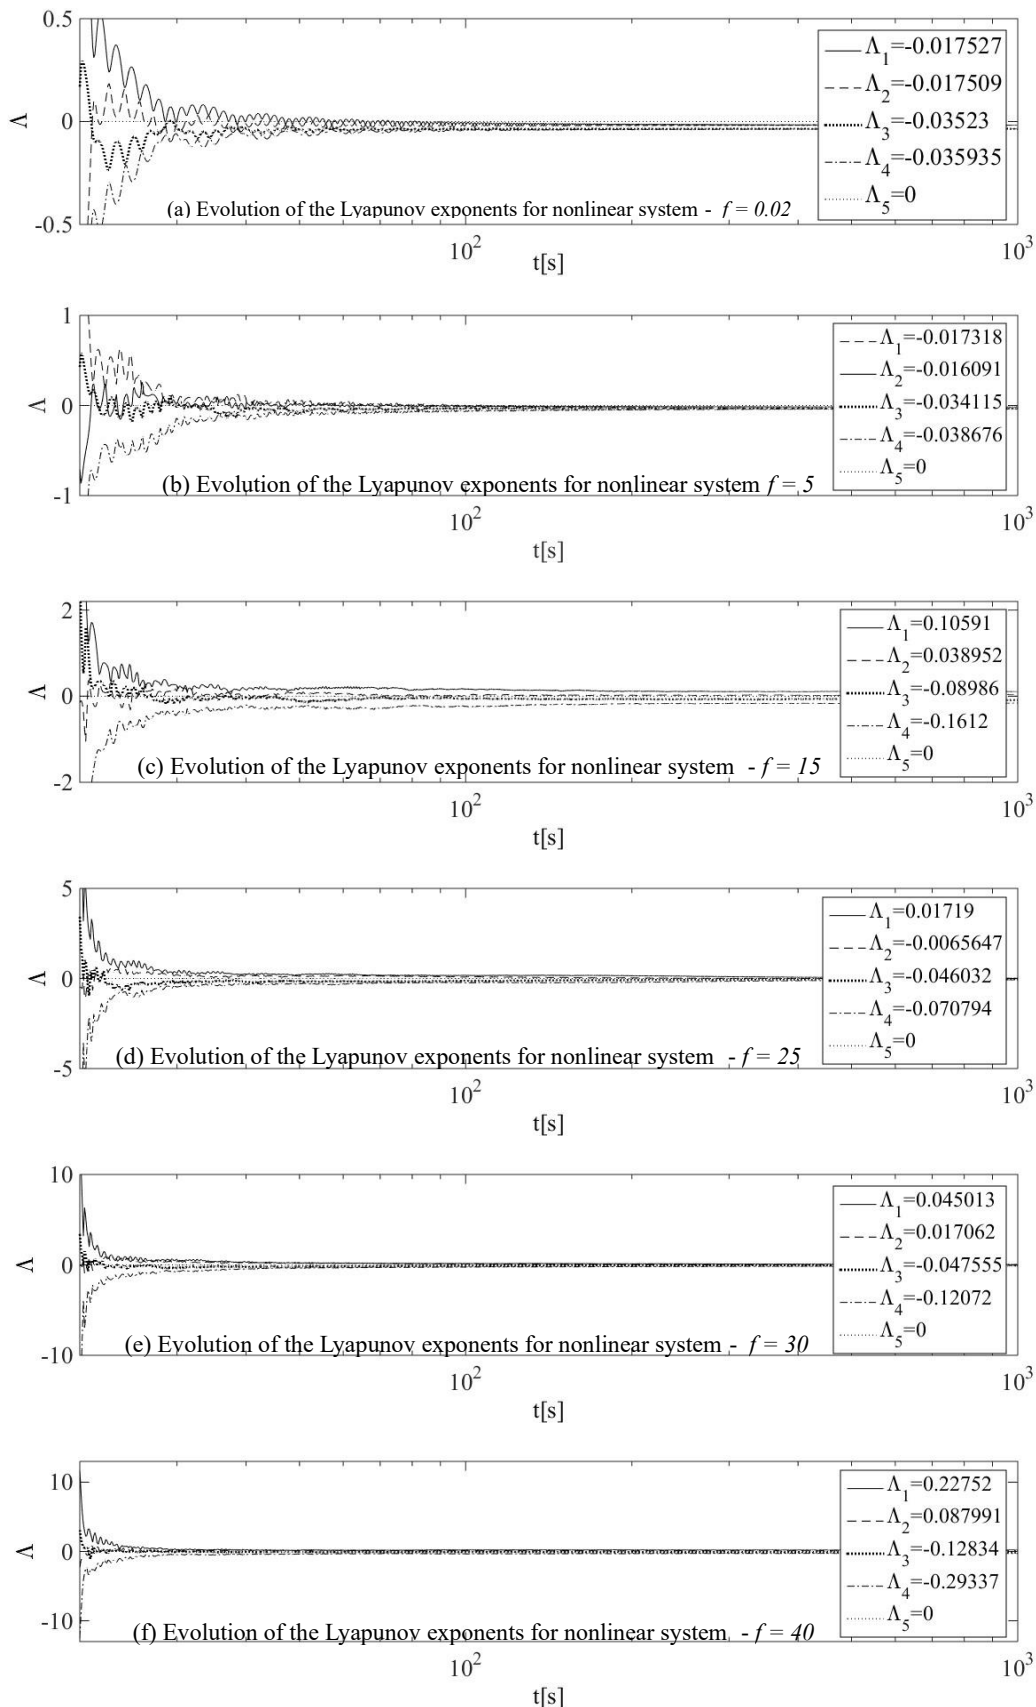 0.5
0
-0.5
Λ
Λ1=-0.017527
Λ2=-0.017509
Λ3=-0.03523
Λ4=-0.035935
Λ5=0
(a) Evolution of the Lyapunov exponents for nonlinear system - f = 0.02
10^2
10^3
t[s]
1
0
-1
Λ
Λ1=-0.017318
Λ2=-0.016091
Λ3=-0.034115
Λ4=-0.038676
Λ5=0
(b) Evolution of the Lyapunov exponents for nonlinear system f = 5
10^2
10^3
t[s]
2
0
-2
Λ
Λ1=0.10591
Λ2=0.038952
Λ3=-0.08986
Λ4=-0.1612
Λ5=0
(c) Evolution of the Lyapunov exponents for nonlinear system - f = 15
10^2
10^3
t[s]
5
0
-5
Λ
Λ1=0.01719
Λ2=-0.0065647
Λ3=-0.046032
Λ4=-0.070794
Λ5=0
(d) Evolution of the Lyapunov exponents for nonlinear system - f = 25
10^2
10^3
t[s]
10
0
-10
Λ
Λ1=0.045013
Λ2=0.017062
Λ3=-0.047555
Λ4=-0.12072
Λ5=0
(e) Evolution of the Lyapunov exponents for nonlinear system - f = 30
10^2
10^3
t[s]
10
0
-10
Λ
Λ1=0.22752
Λ2=0.087991
Λ3=-0.12834
Λ4=-0.29337
Λ5=0
(f) Evolution of the Lyapunov exponents for nonlinear system - f = 40
10^2
10^3
t[s]